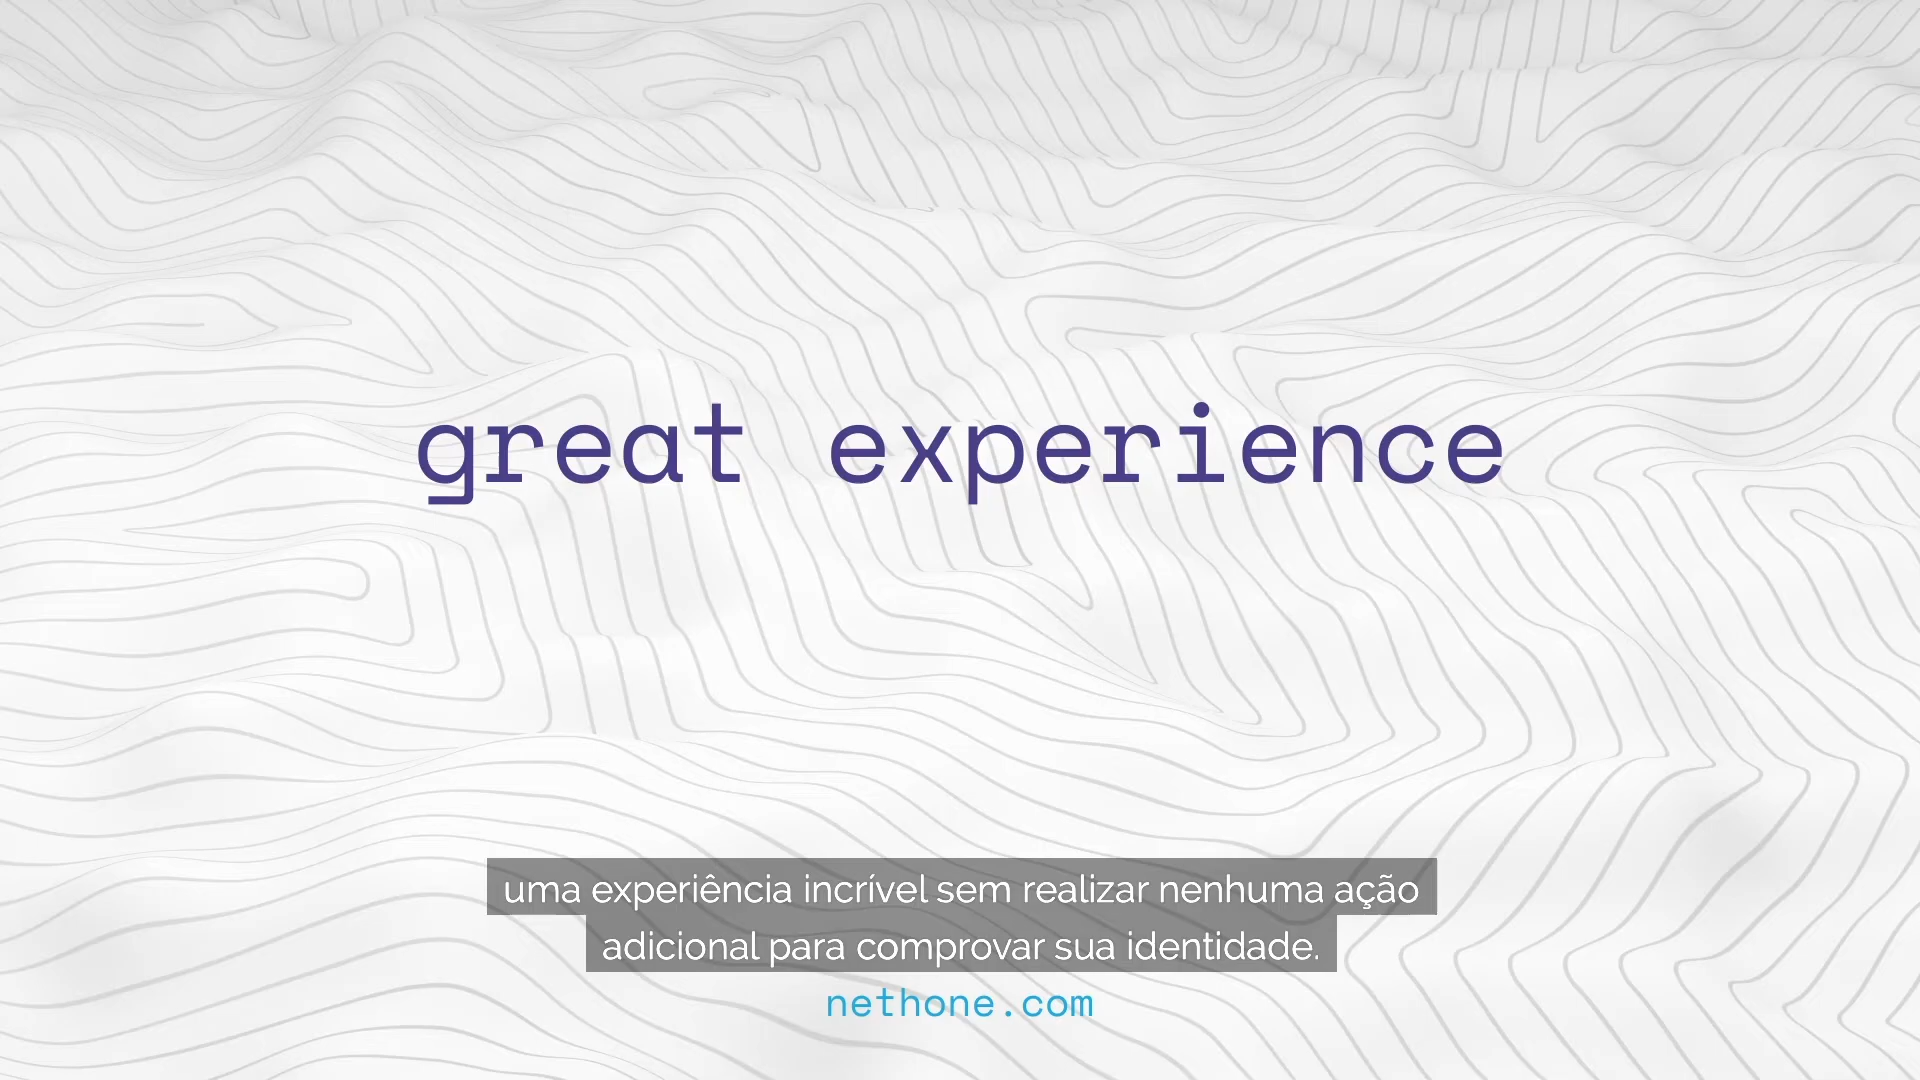 great experience
uma experiência incrível sem realizar nenhuma ação
adicional para comprovar sua identidade.
nethone.com